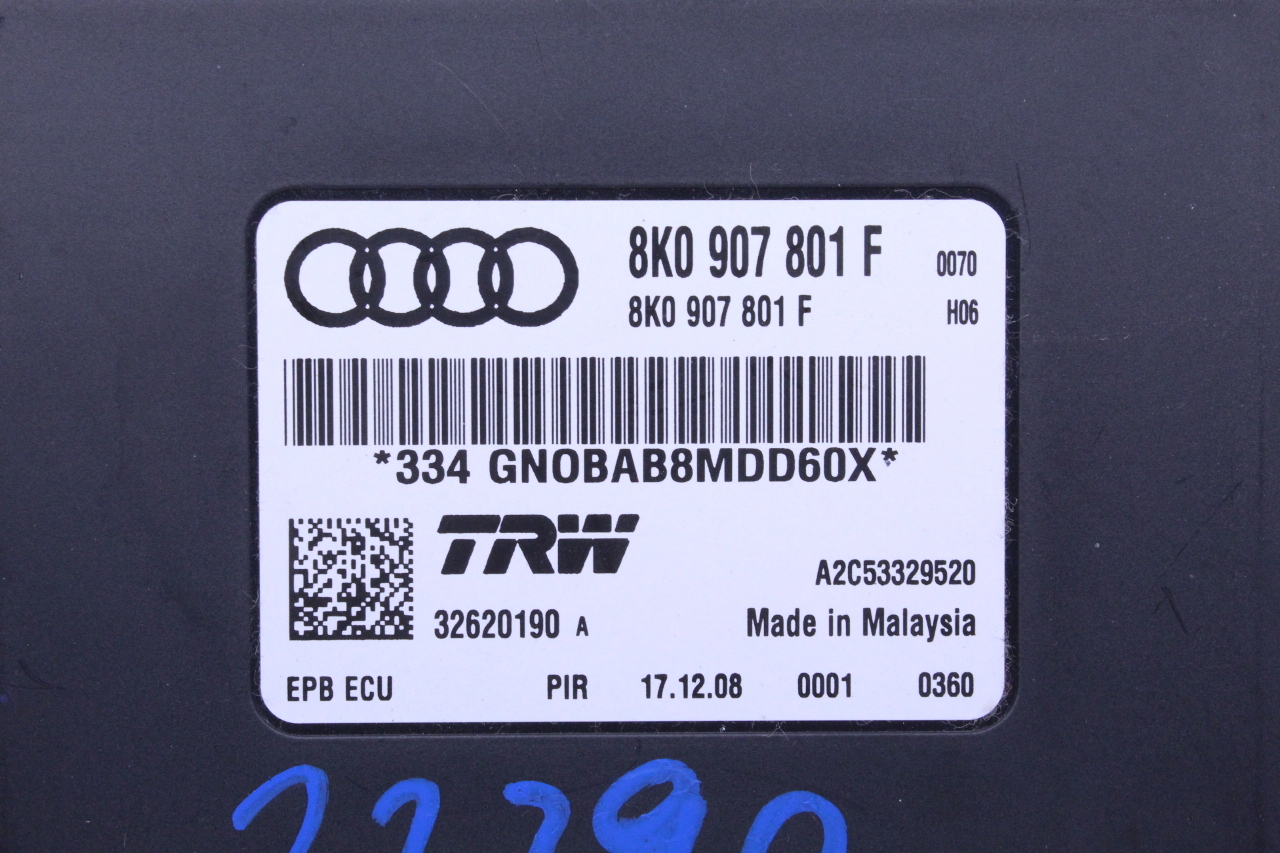 8K0 907 801 F 0070
8K0 907 801 F H06
*334 GN0BAB8MDD60X*
TRW
A2C53329520
32620190 A Made in Malaysia
EPB ECU PIR 17.12.08 0001 0360